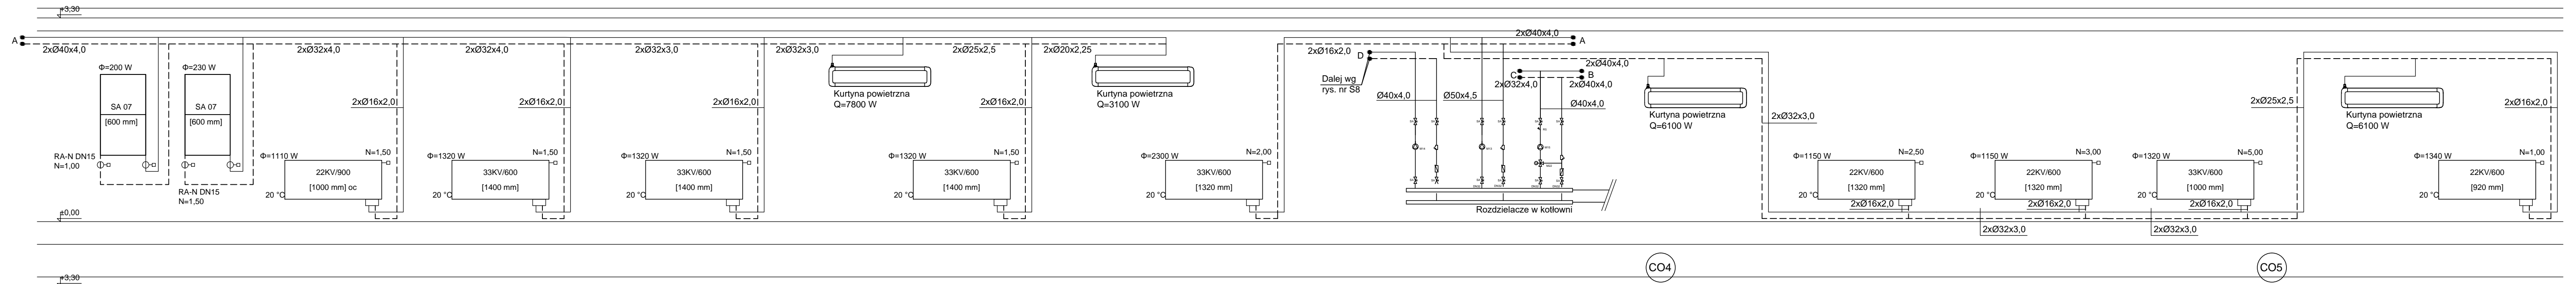 +3,30
A
2xØ40x4,0
2xØ32x4,0
2xØ32x4,0
2xØ32x3,0
2xØ32x3,0
2xØ25x2,5
2xØ20x2,25
2xØ16x2,0
2xØ40x4,0
A
D
Dalej wg
rys. nr S8
C
2xØ32x4,0
2xØ40x4,0
B
2xØ40x4,0
Φ=200 W
SA 07
[600 mm]
RA-N DN15
N=1,00
Φ=230 W
SA 07
[600 mm]
RA-N DN15
N=1,50
2xØ16x2,0
Φ=1110 W
N=1,50
22KV/900
[1000 mm] oc
20 °C
2xØ16x2,0
Φ=1320 W
N=1,50
33KV/600
[1400 mm]
20 °C
2xØ16x2,0
Φ=1320 W
N=1,50
33KV/600
[1400 mm]
20 °C
Kurtyna powietrzna
Q=7800 W
2xØ16x2,0
Φ=1320 W
N=1,50
33KV/600
[1400 mm]
20 °C
Kurtyna powietrzna
Q=3100 W
Φ=2300 W
N=2,00
33KV/600
[1320 mm]
20 °C
Ø40x4,0
Ø50x4,5
Ø40x4,0
Rozdzielacze w kotłowni
Kurtyna powietrzna
Q=6100 W
2xØ32x3,0
Φ=1150 W
N=2,50
22KV/600
[1320 mm]
20 °C
2xØ16x2,0
Φ=1150 W
N=3,00
22KV/600
[1320 mm]
20 °C
2xØ16x2,0
2xØ32x3,0
Φ=1320 W
N=5,00
33KV/600
[1000 mm]
20 °C
2xØ16x2,0
2xØ32x3,0
2xØ25x2,5
Kurtyna powietrzna
Q=6100 W
2xØ16x2,0
Φ=1340 W
N=1,00
22KV/600
[920 mm]
20 °C
±0,00
CO4
CO5
+3,30